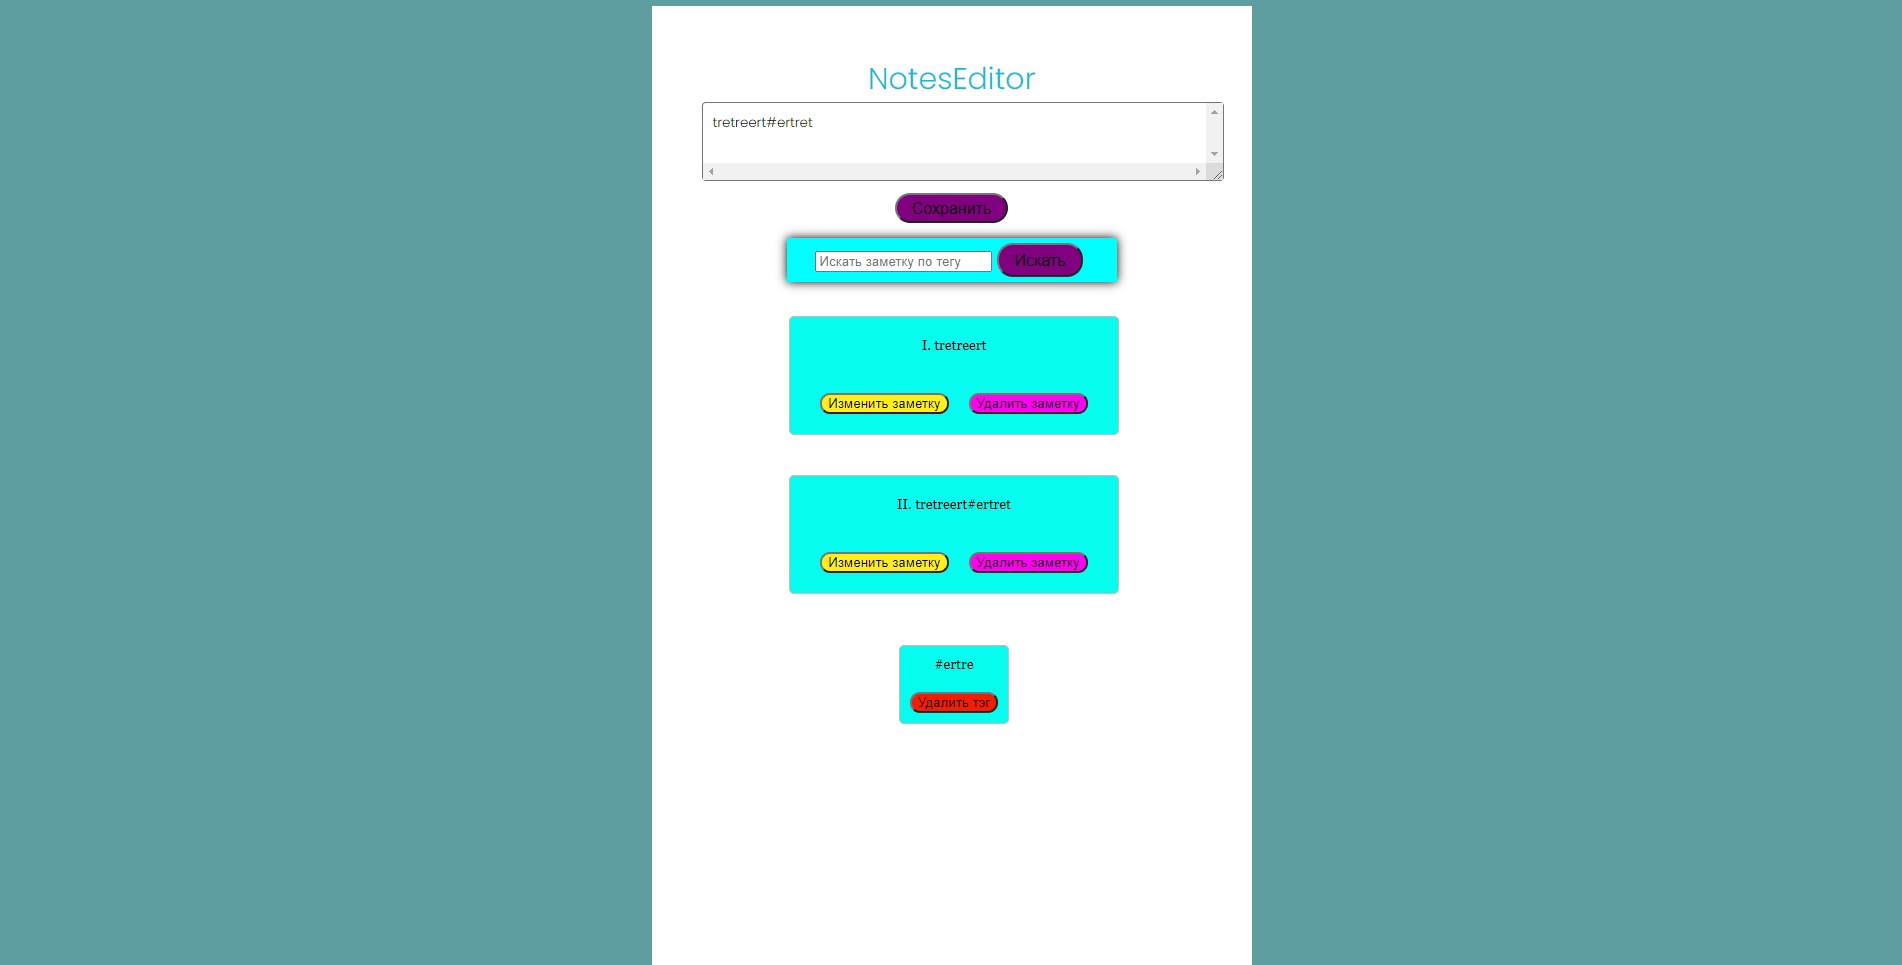 NotesEditor
tretreert#ertret
Сохранить
Искать заметку по тегу Искать
I. tretreert
Изменить заметку Удалить заметку
II. tretreert#ertret
Изменить заметку Удалить заметку
#ertre
Удалить тэг